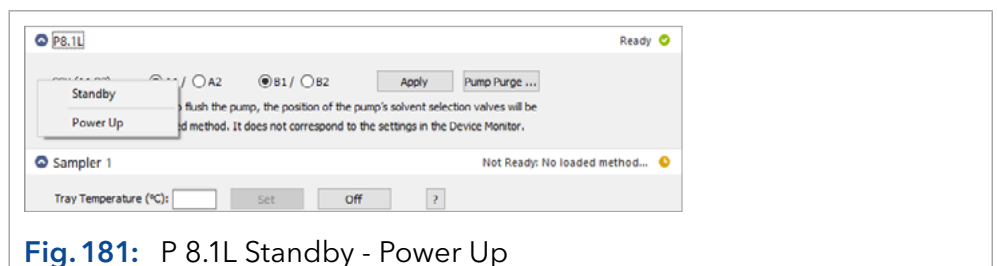 P8.1L Ready
A1 / A2 B1 / B2 Apply Pump Purge ...
Standby
flush the pump, the position of the pump's solvent selection valves will be
Power Up
method. It does not correspond to the settings in the Device Monitor.
Sampler 1 Not Ready: No loaded method...
Tray Temperature (°C): Set Off ?
Fig. 181: P 8.1L Standby - Power Up